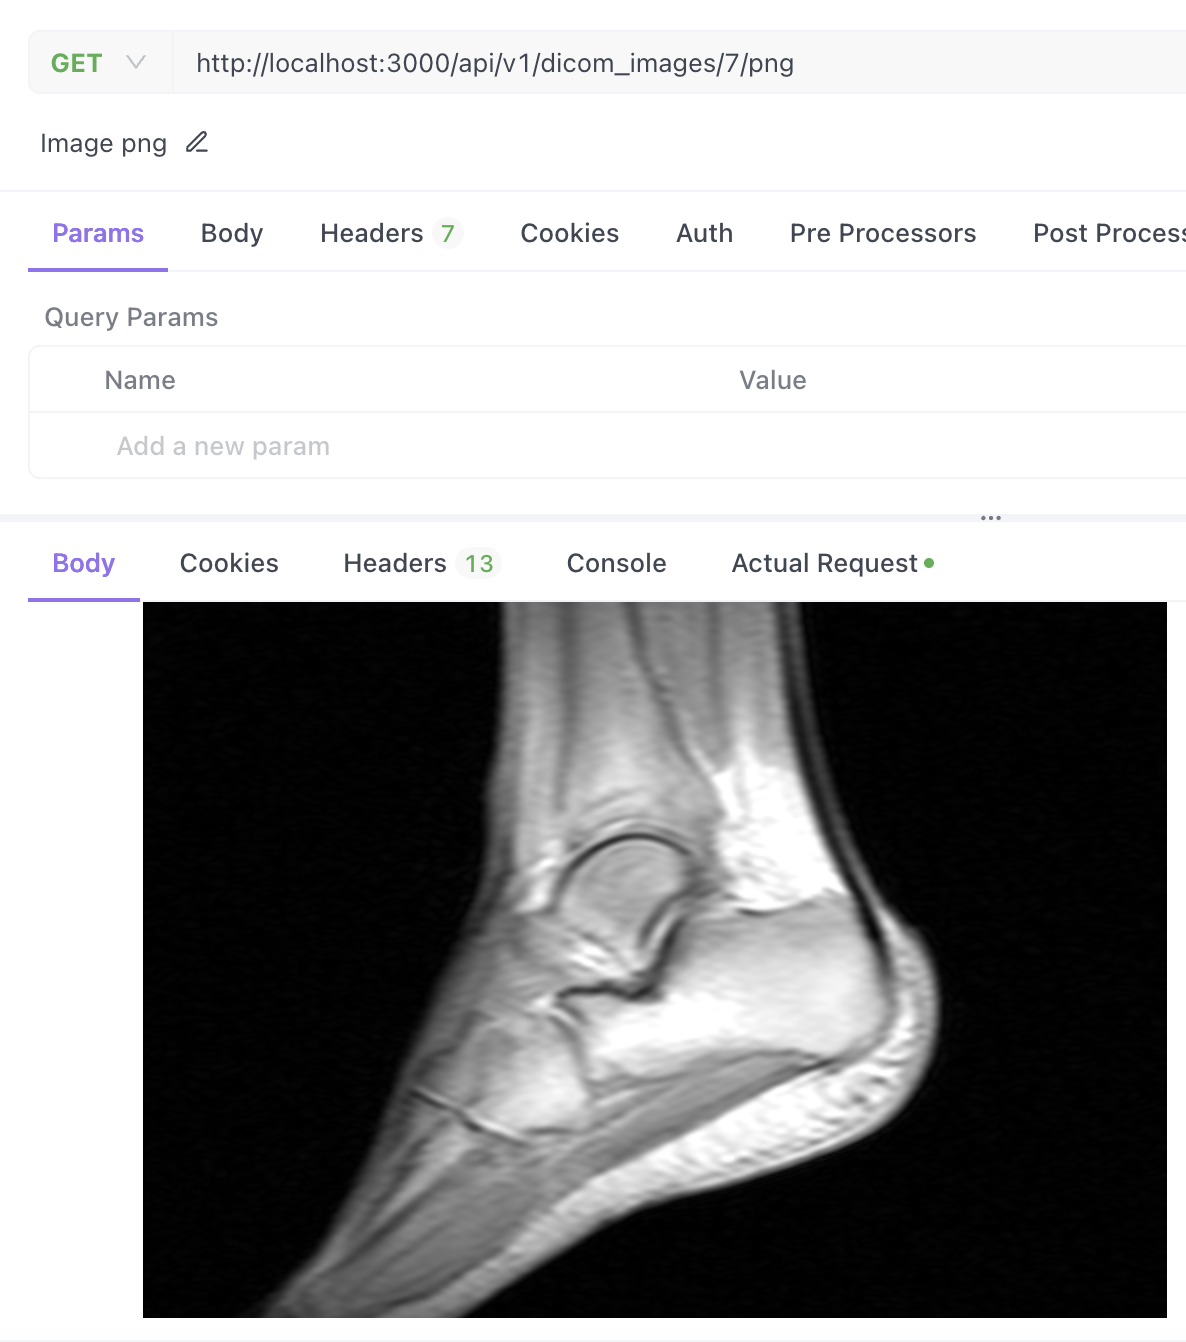 GET http://localhost:3000/api/v1/dicom_images/7/png
Image png
Params Body Headers 7 Cookies Auth Pre Processors Post Process
Query Params
Name Value
Add a new param
Body Cookies Headers 13 Console Actual Request